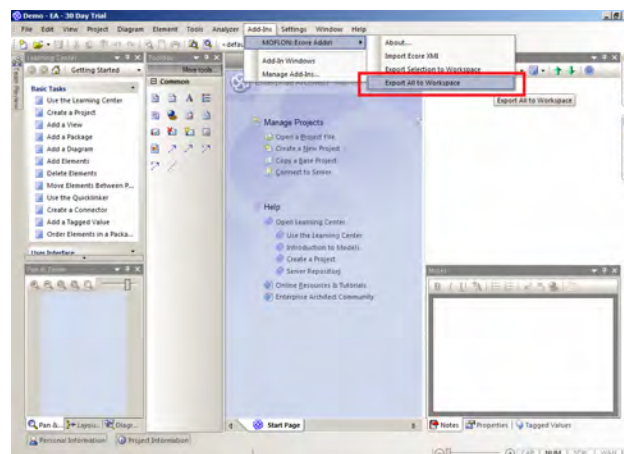 Demo - EA - 30 Day Trial
File Edit View Project Diagram Element Tools Analyzer Add-Ins Settings Window Help
MOFLON::Ecore Addin
Add-In Windows
Manage Add-Ins...
About...
Import Ecore XMI
Export Selection to Workspace
Export All to Workspace
Export All to Workspace
Learning Center
Getting Started
Basic Tasks
Use the Learning Center
Create a Project
Add a View
Add a Package
Add a Diagram
Add Elements
Delete Elements
Move Elements Between P...
Use the Quicklinker
Create a Connector
Add a Tagged Value
Order Elements in a Packa...
User Interface
Toolbox
More tools...
Common
Manage Projects
Open a Project File
Create a New Project
Copy a Base Project
Connect to Server
Help
Open Learning Center
Use the Learning Center
Introduction to Models
Create a Project
Server Repository
Online Resources & Tutorials
Enterprise Architect Community
Notes
Pan & ...
Layers...
Diagr...
Start Page
Notes
Properties
Tagged Values
Personal Information
Project Information
CAP NUM SCRL